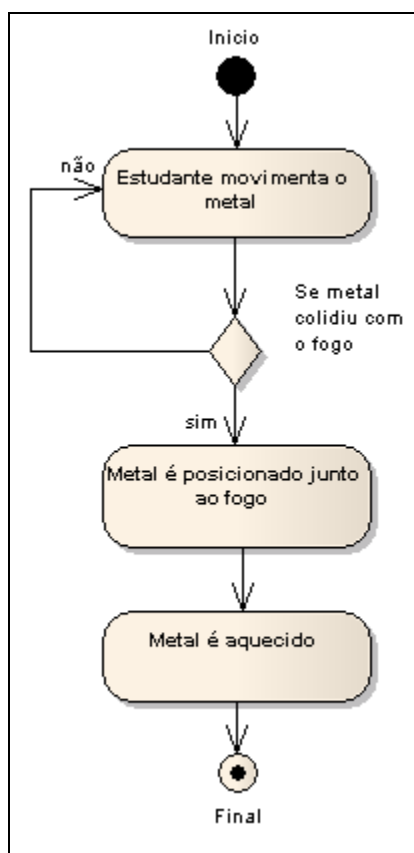 Inicio
não
Estudante movimenta o
metal
Se metal
colidiu com
o fogo
sim
Metal é posicionado junto
ao fogo
Metal é aquecido
Final